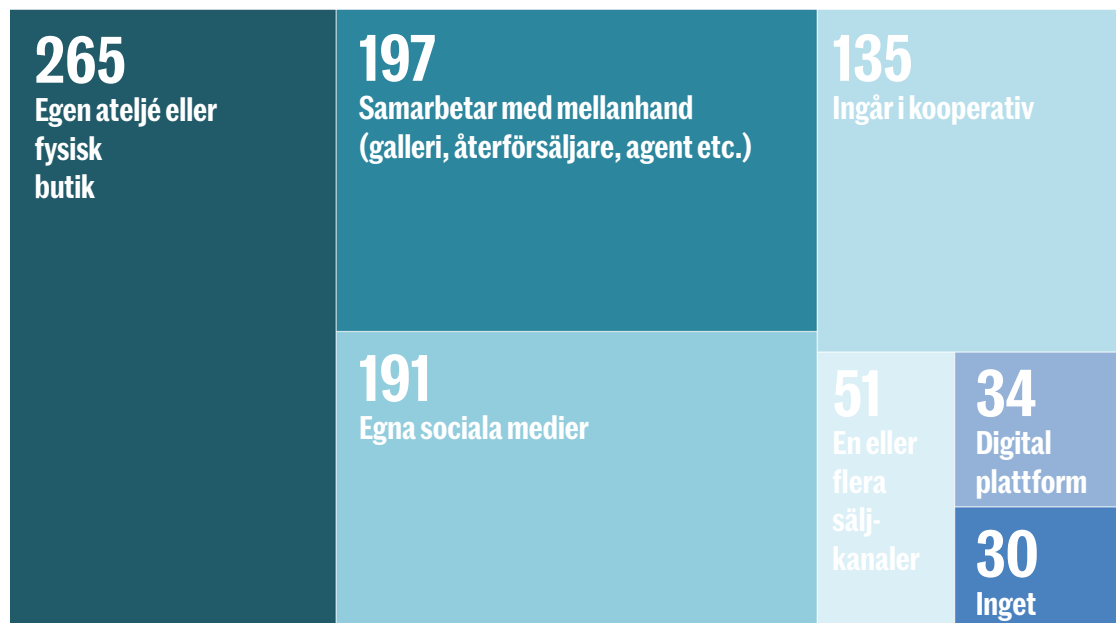 265
Egen ateljé eller
fysisk
butik
197
Samarbetar med mellanhand
(galleri, återförsäljare, agent etc.)
135
Ingår i kooperativ
191
Egna sociala medier
51
En eller
flera
sälj-
kanaler
34
Digital
plattform
30
Inget